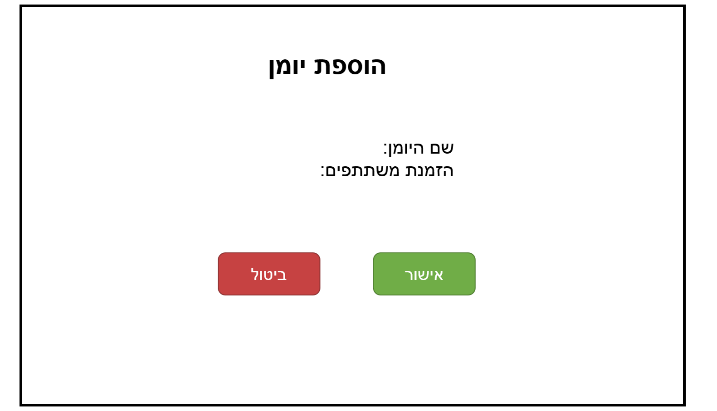 הוספת יומן
שם היומן:
הזמנת משתתפים:
אישור
ביטול